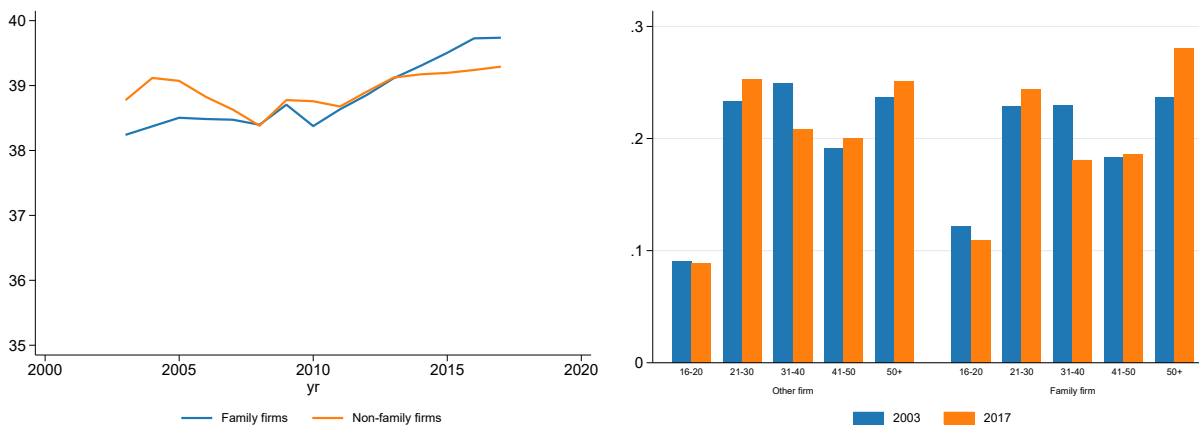 40
39
38
37
36
35
2000 2005 2010 2015 2020
yr
Family firms Non-family firms
.3
.2
.1
0
16-20 21-30 31-40 41-50 50+ 16-20 21-30 31-40 41-50 50+
Other firm Family firm
2003 2017